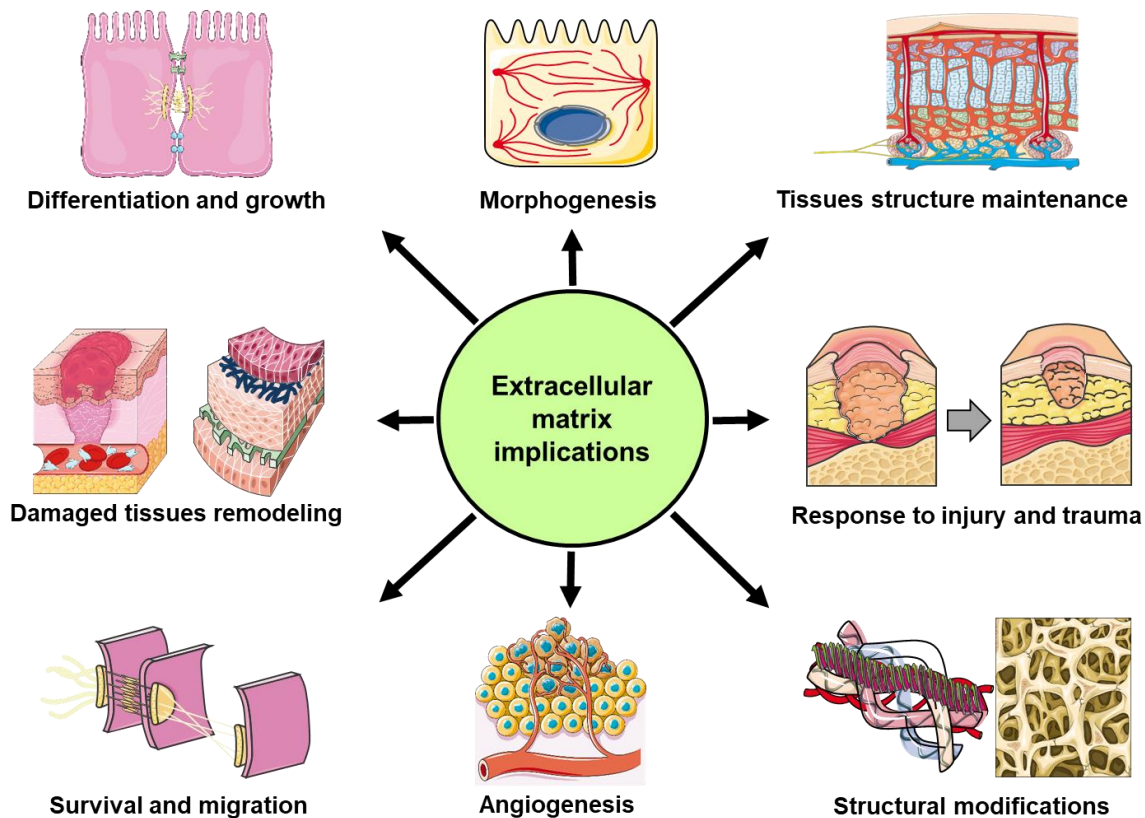 Differentiation and growth
Morphogenesis
Tissues structure maintenance
Extracellular
matrix
implications
Damaged tissues remodeling
Response to injury and trauma
Survival and migration
Angiogenesis
Structural modifications